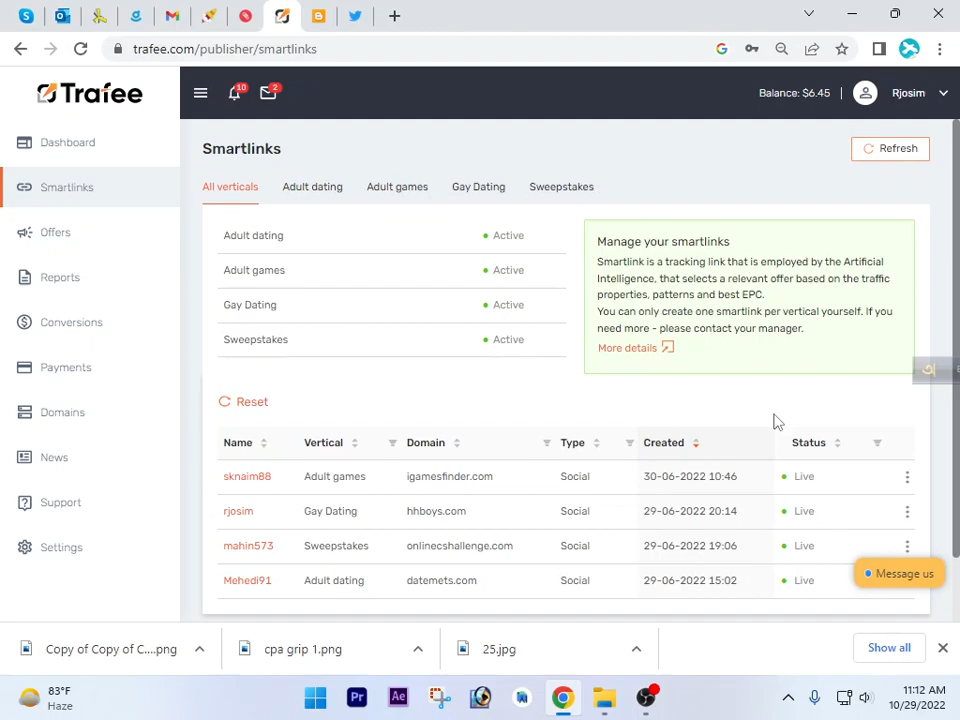 trafee.com/publisher/smartlinks
Trafee
10
2
Balance: $6.45
Rjosim
Dashboard
Smartlinks
Offers
Reports
Conversions
Payments
Domains
News
Support
Settings
Smartlinks
Refresh
All verticals Adult dating Adult games Gay Dating Sweepstakes
Adult dating Active
Adult games Active
Gay Dating Active
Sweepstakes Active
Manage your smartlinks
Smartlink is a tracking link that is employed by the Artificial
Intelligence, that selects a relevant offer based on the traffic
properties, patterns and best EPC.
You can only create one smartlink per vertical yourself. If you
need more - please contact your manager.
More details
অ
Reset
Name Vertical Domain Type Created Status
sknaim88 Adult games igamesfinder.com Social 30-06-2022 10:46 Live
rjosim Gay Dating hhboys.com Social 29-06-2022 20:14 Live
mahin573 Sweepstakes onlinecshallenge.com Social 29-06-2022 19:06 Live
Mehedi91 Adult dating datemets.com Social 29-06-2022 15:02 Live
Message us
Copy of Copy of C....png
cpa grip 1.png
25.jpg
Show all
83°F
Haze
Pr
Ae
11:12 AM
10/29/2022